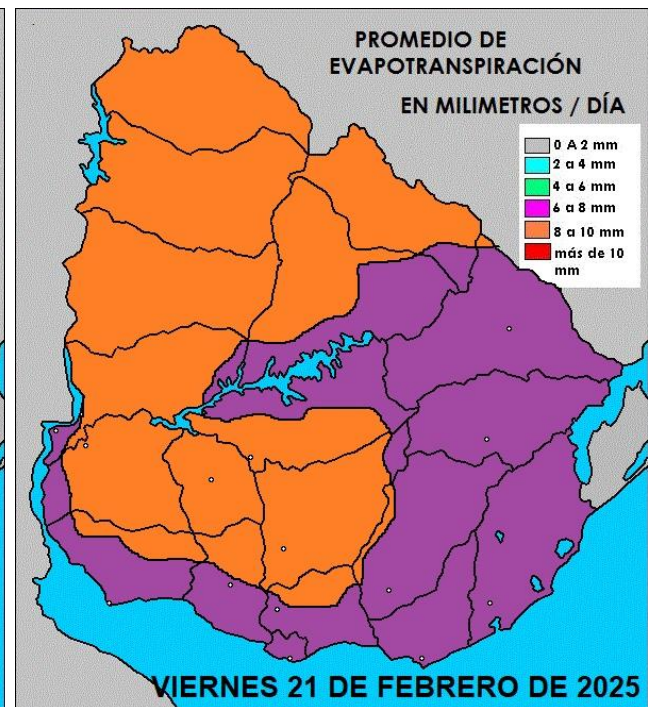 PROMEDIO DE
EVAPOTRANSPIRACIÓN
EN MILIMETROS / DÍA
0 A 2 mm
2 a 4 mm
4 a 6 mm
6 a 8 mm
8 a 10 mm
más de 10
mm
VIERNES 21 DE FEBRERO DE 2025